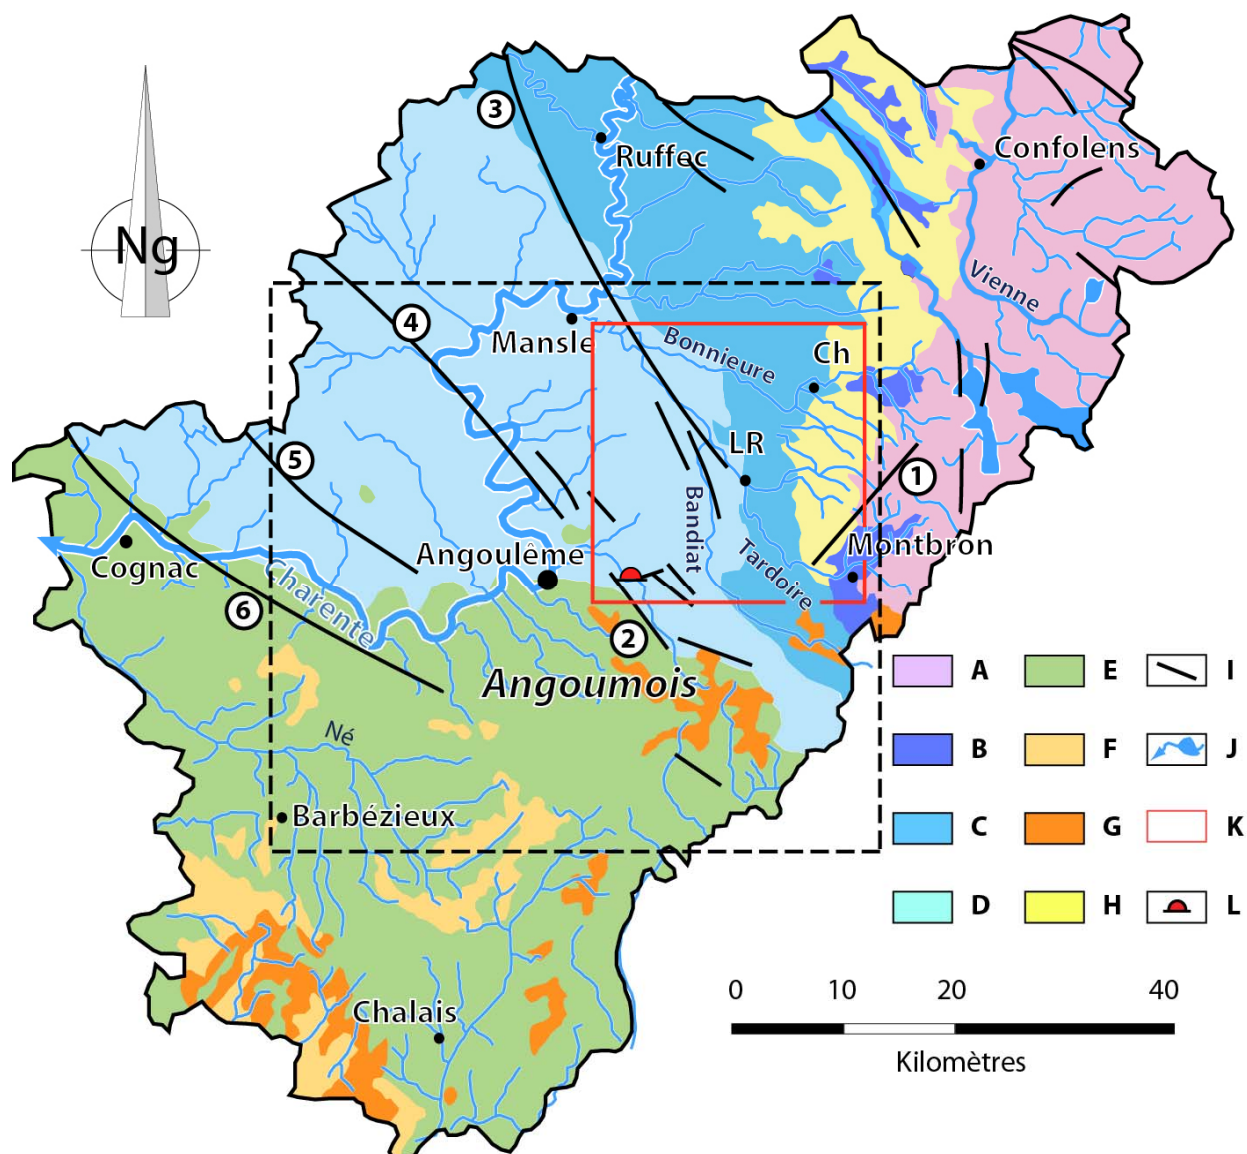 3
Ruffec
Confolens
Ng
Vienne
4
Mansle
Bonnieure
Ch
5
LR
1
Bandiat
Angoulême
Montbron
Cognac
Tardoire
Charente
6
2
Angoumois
Né
Barbézieux
Chalais
A
E
I
B
F
J
C
G
K
D
H
L
0
10
20
40
Kilomètres